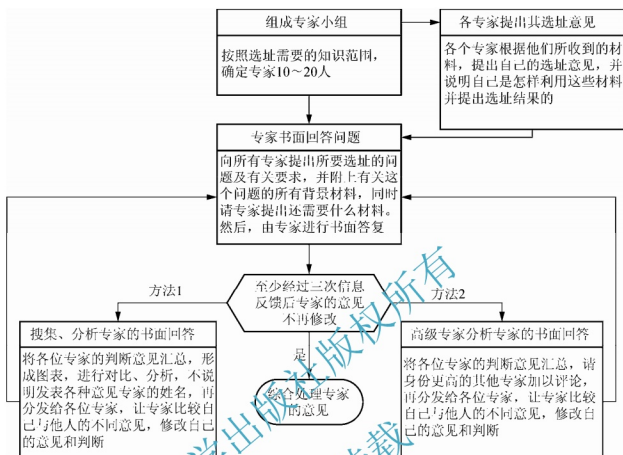 组成专家小组
按照选址需要的知识范围，
确定专家10～20人
各专家提出其选址意见
各个专家根据他们所收到的材
料，提出自己的选址意见，并
说明自己是怎样利用这些材料
并提出选址结果的
专家书面回答问题
向所有专家提出所要选址的问
题及有关要求，并附上有关这
个问题的所有背景材料，同时
请专家提出还需要什么材料。
然后，由专家进行书面答复
至少经过三次信息
反馈后专家的意见
不再修改
方法1
方法2
搜集、分析专家的书面回答
将各位专家的判断意见汇总，形
成图表，进行对比、分析，不说
明发表各种意见专家的姓名，再
分发给各位专家，让专家比较自
己与他人的不同意见，修改自己
的意见和判断
是
综合处理专家
的意见
高级专家分析专家的书面回答
将各位专家的判断意见汇总，请
身份更高的其他专家加以评论，
再分发给各位专家，让专家比较
自己与他人的不同意见，修改自
己的意见和判断
学出版社版权所有
载